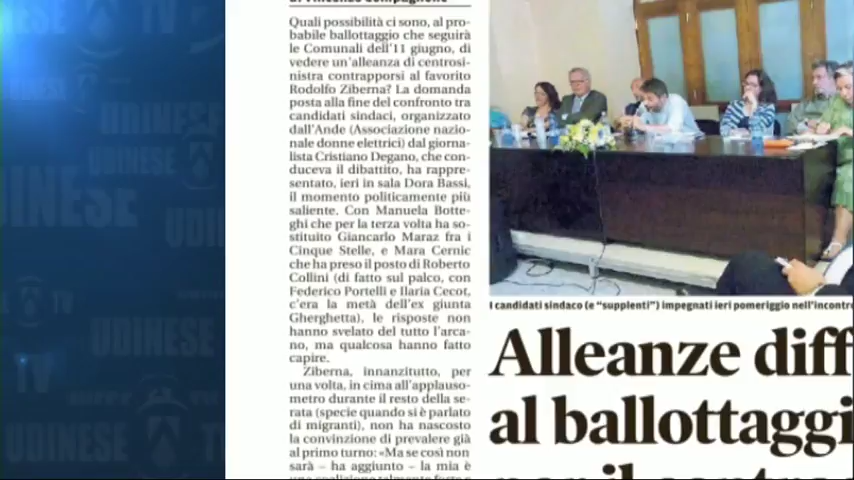 Quali possibilità ci sono, al pro-
babile ballottaggio che seguirà
le Comunali dell'11 giugno, di
vedere un'alleanza di centrosi-
nistra contrapporsi al favorito
Rodolfo Ziberna? La domanda
posta alla fine del confronto tra
candidati sindaci, organizzato
dall'Ande (Associazione nazio-
nale donne elettrici) dal giorna-
lista Cristiano Degano, che con-
duceva il dibattito, ha rappre-
sentato, ieri in sala Dora Bassi,
il momento politicamente più
saliente. Con Manuela Botte-
ghi che per la terza volta ha so-
stituito Giancarlo Maraz fra i
Cinque Stelle, e Mara Cernic
che ha preso il posto di Roberto
Collini (di fatto sul palco, con
Federico Portelli e Ilaria Cecot,
c'era la metà dell'ex giunta
Gherghetta), le risposte non
hanno svelato del tutto l'arca-
no, ma qualcosa hanno fatto
capire.
Ziberna, innanzitutto, per
una volta, in cima all'applauso-
metro durante il resto della se-
rata (specie quando si è parlato
di migranti), non ha nascosto
la convinzione di prevalere già
al primo turno: «Ma se così non
sarà – ha aggiunto – la mia è
I candidati sindaco (e "supplenti") impegnati ieri pomeriggio nell'incontro
Alleanze diff
al ballottaggi
UDINESE
TV
UDINESE
UDINESE
UDINESE
TV
UDINESE
TV